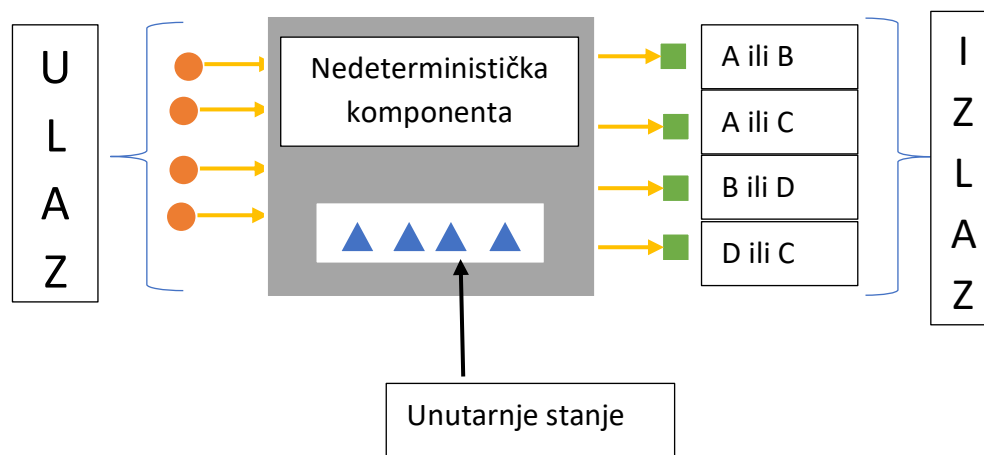 U
L
A
Z
Nedeterministička
komponenta
Unutarnje stanje
A ili B
A ili C
B ili D
D ili C
I
Z
L
A
Z